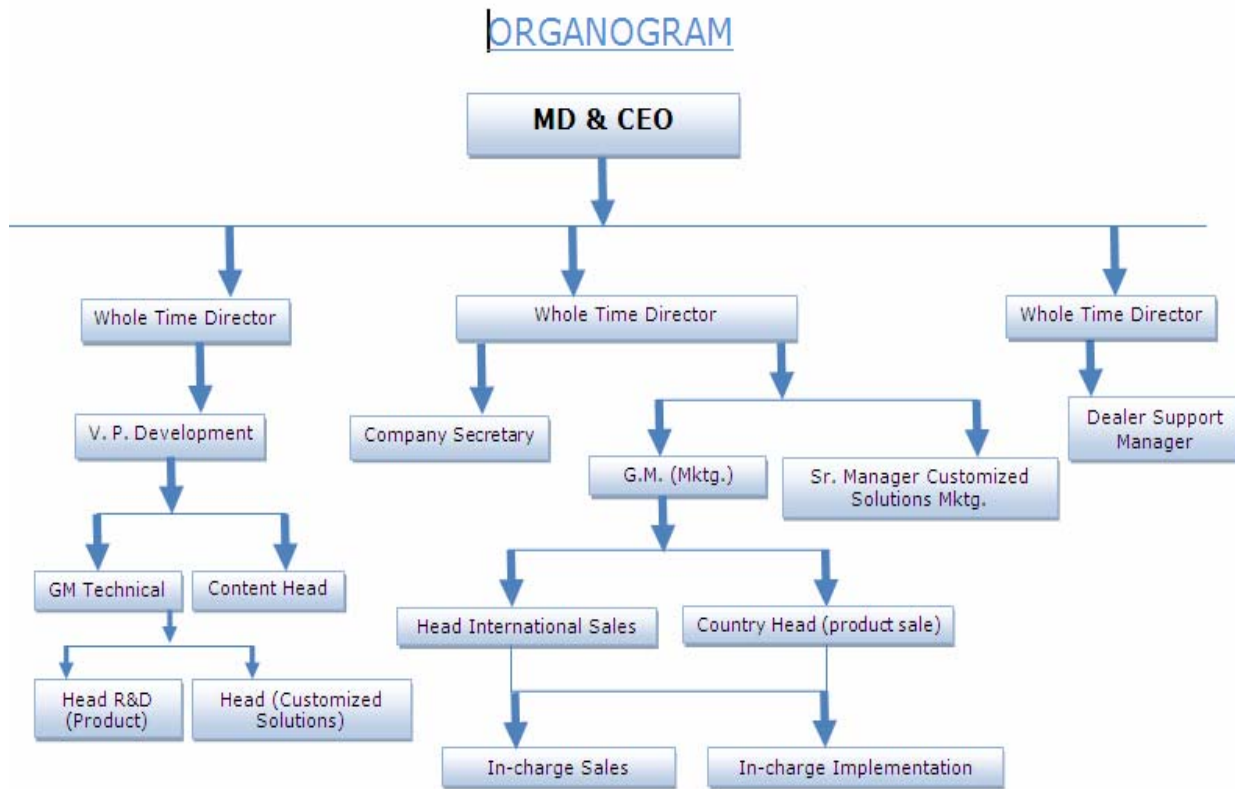 ORGANOGRAM
MD & CEO
Whole Time Director
Whole Time Director
Whole Time Director
V. P. Development
Company Secretary
Dealer Support
Manager
G.M. (Mktg.)
Sr. Manager Customized
Solutions Mktg.
GM Technical
Content Head
Head International Sales
Country Head (product sale)
Head R&D
(Product)
Head (Customized
Solutions)
In-charge Sales
In-charge Implementation